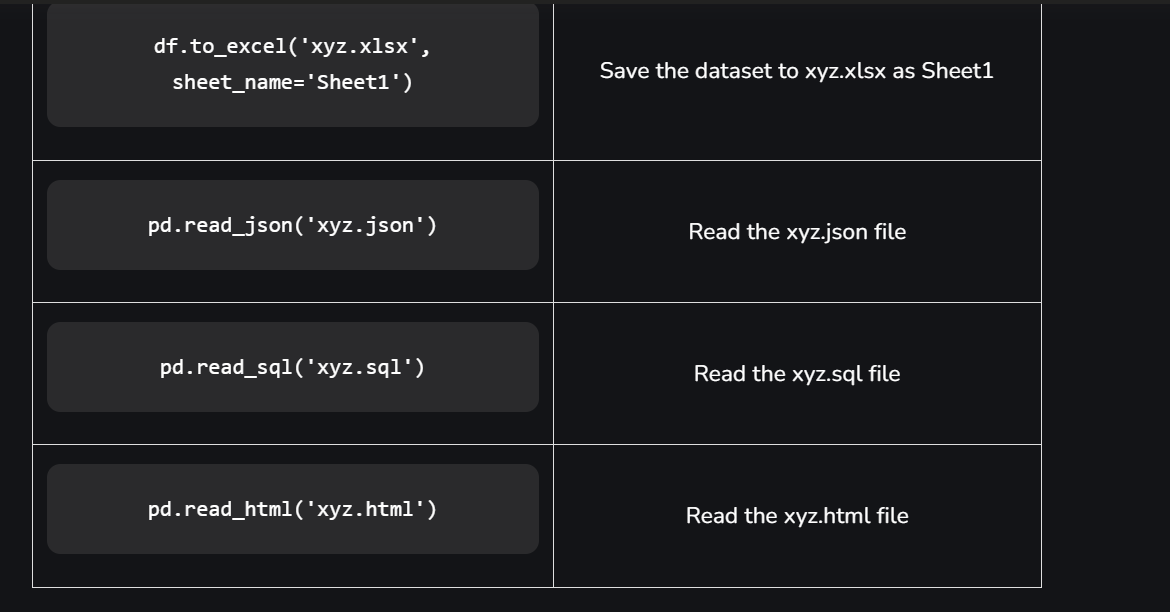 df.to_excel('xyz.xlsx',
sheet_name='Sheet1')
Save the dataset to xyz.xlsx as Sheet1
pd.read_json('xyz.json')
Read the xyz.json file
pd.read_sql('xyz.sql')
Read the xyz.sql file
pd.read_html('xyz.html')
Read the xyz.html file